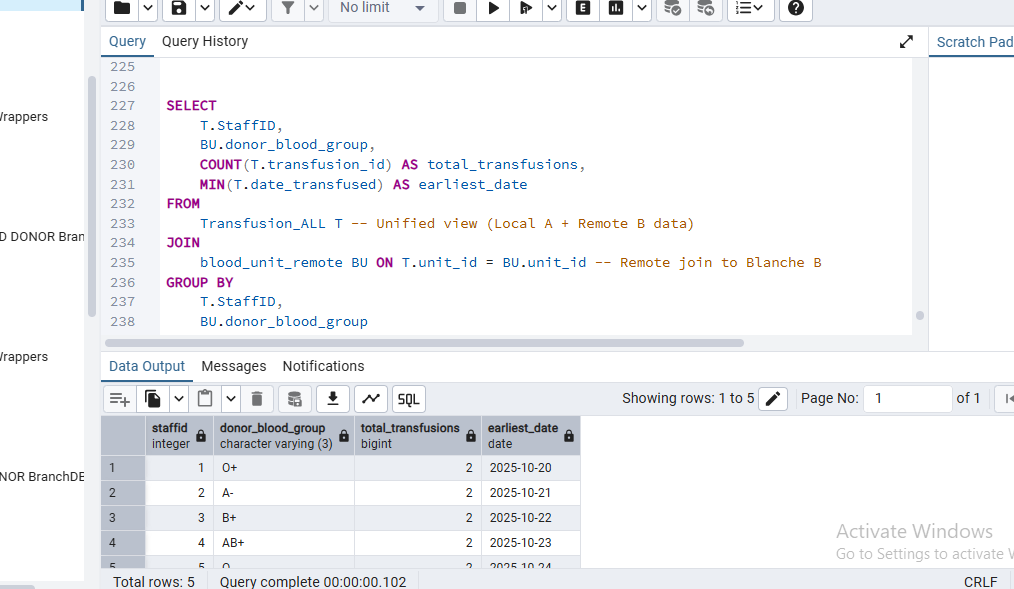 No limit
Query
Query History
Scratch Pad
Wrappers
D DONOR Bran
Wrappers
NOR BranchDE
225
226
227 SELECT
228 T.StaffID,
229 BU.donor_blood_group,
230 COUNT(T.transfusion_id) AS total_transfusions,
231 MIN(T.date_transfused) AS earliest_date
232 FROM
233 Transfusion_ALL T -- Unified view (Local A + Remote B data)
234 JOIN
235 blood_unit_remote BU ON T.unit_id = BU.unit_id -- Remote join to Blanche B
236 GROUP BY
237 T.StaffID,
238 BU.donor_blood_group
Data Output Messages Notifications
SQL
Showing rows: 1 to 5
Page No: 1 of 1
staffid donor_blood_group total_transfusions earliest_date
integer character varying (3) bigint date
1 1 O+ 2 2025-10-20
2 2 A- 2 2025-10-21
3 3 B+ 2 2025-10-22
4 4 AB+ 2 2025-10-23
5 5 2 2025-10-24
Activate Windows
Go to Settings to activate W
Total rows: 5 Query complete 00:00:00.102 CRLF